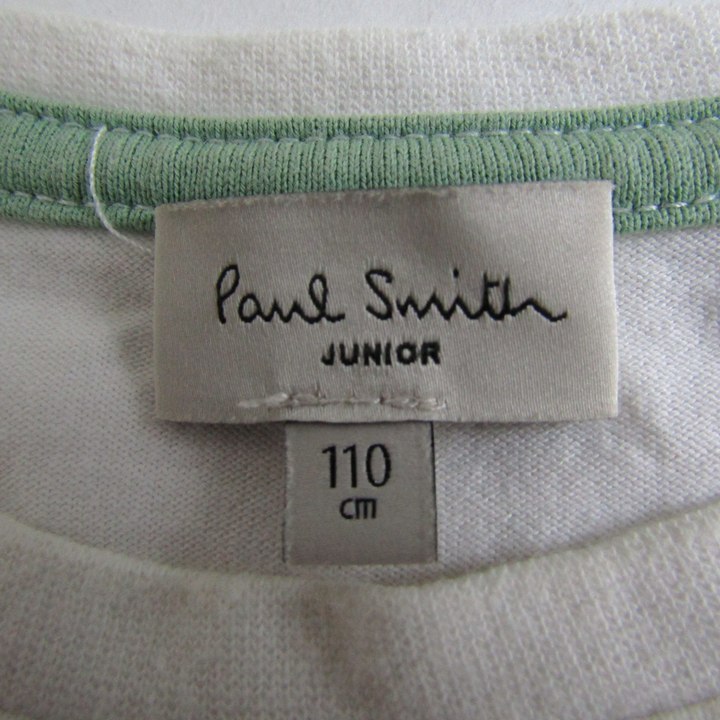 Paul Smith
JUNIOR
110
cm